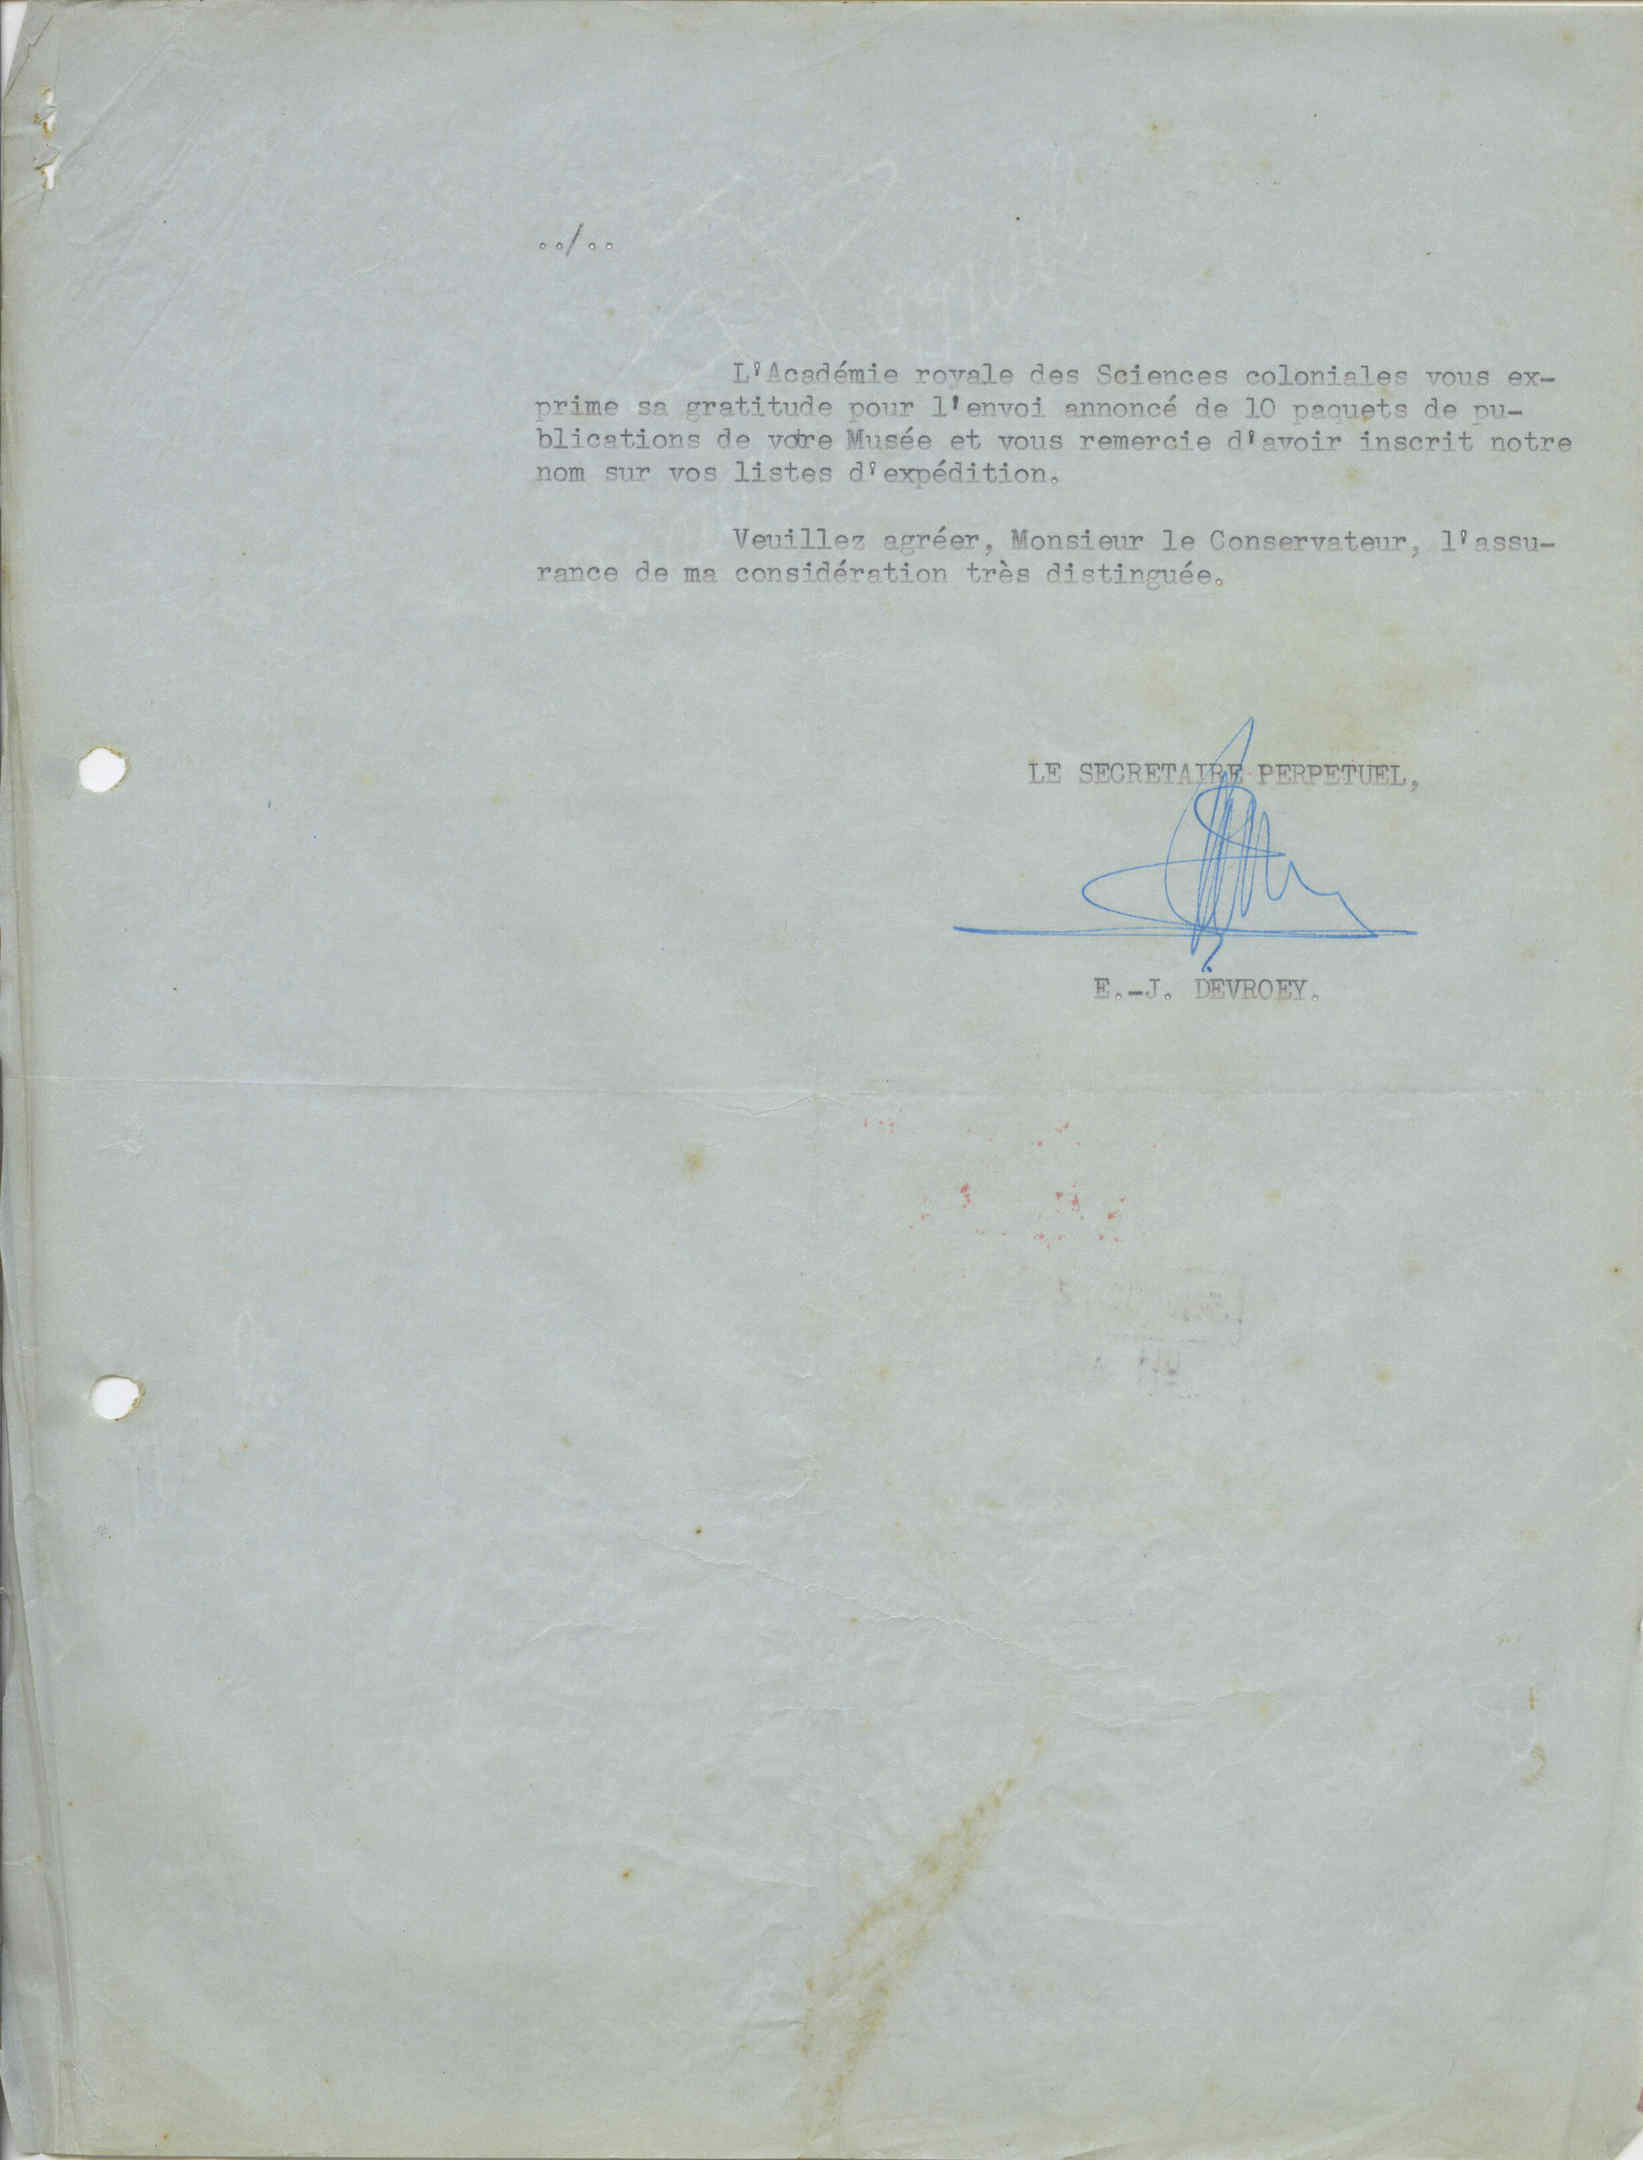 ../..
L'Académie royale des Sciences coloniales vous ex-
prime sa gratitude pour l'envoi annoncé de 10 paquets de pu-
blications de votre Musée et vous remercie d'avoir inscrit notre
nom sur vos listes d'expédition.
Veuillez agréer, Monsieur le Conservateur, l'assu-
rance de ma considération très distinguée.
LE SECRETAIRE PERPETUEL,
E.-J. DEVROEY.